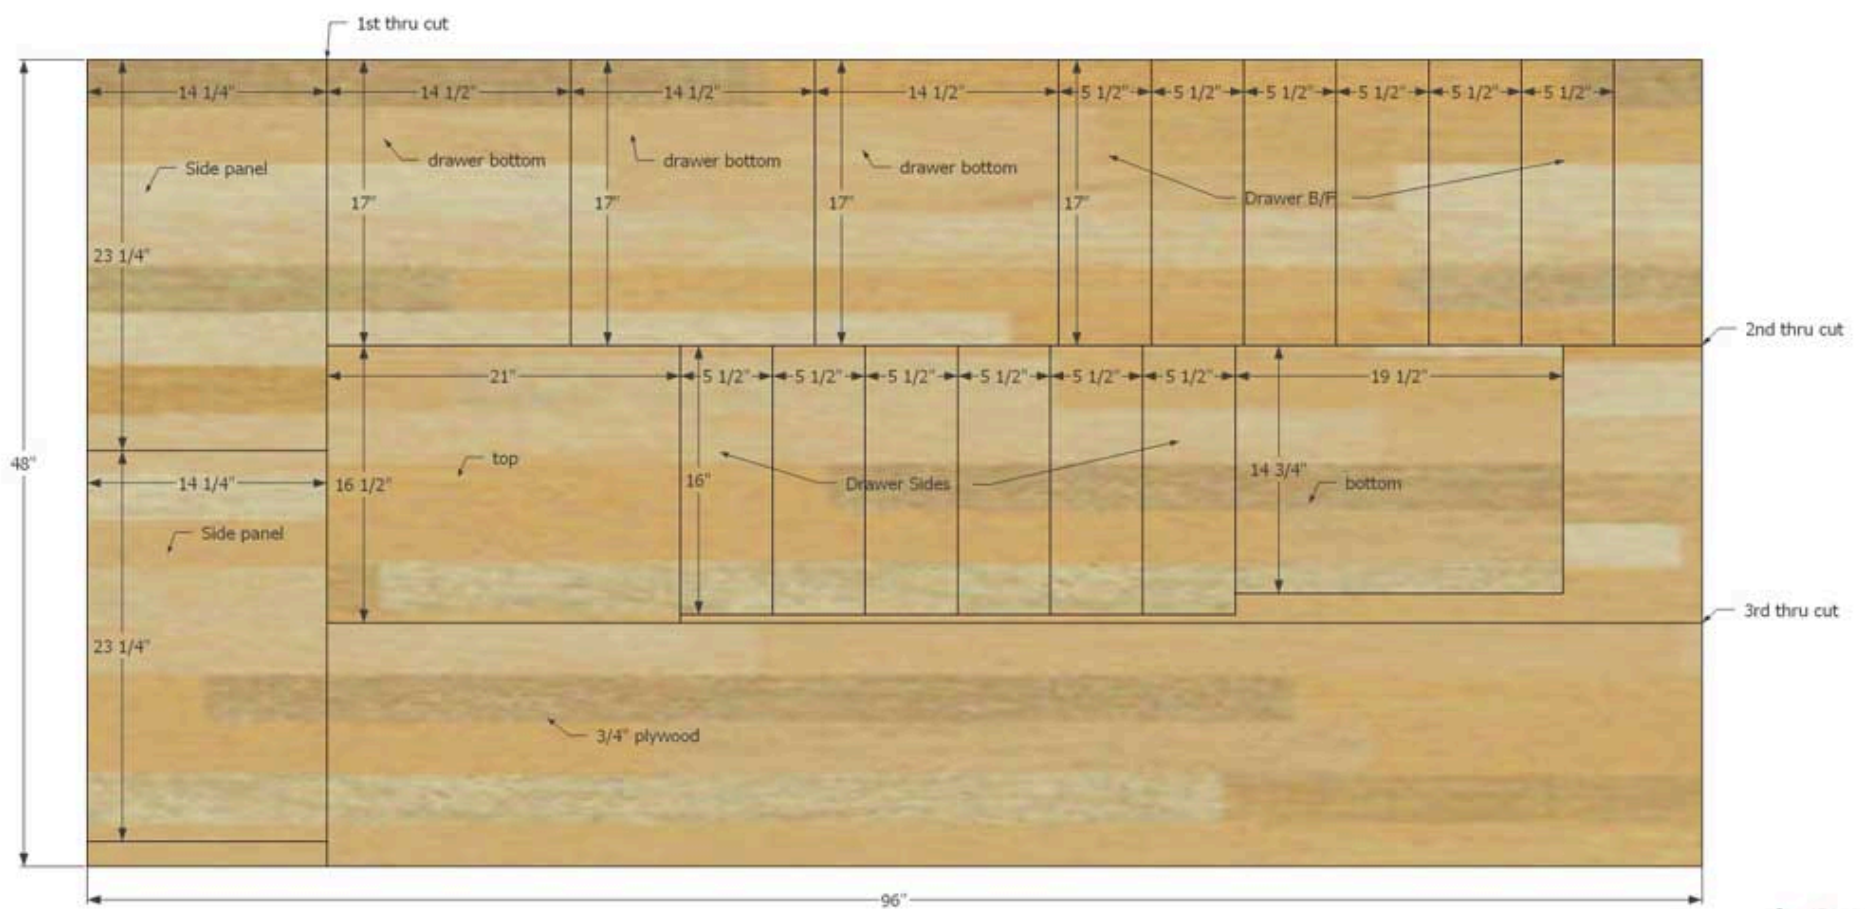 1st thru cut
14 1/4" 14 1/2" 14 1/2" 14 1/2" 5 1/2" 5 1/2" 5 1/2" 5 1/2" 5 1/2" 5 1/2"
Side panel
drawer bottom
drawer bottom
drawer bottom
Drawer B/F
17" 17" 17" 17"
23 1/4"
2nd thru cut
21" 5 1/2" 5 1/2" 5 1/2" 5 1/2" 5 1/2" 5 1/2" 19 1/2"
48"
top
14 1/4" 16 1/2" 16" Drawer Sides 14 3/4" bottom
Side panel
3rd thru cut
23 1/4"
3/4" plywood
96"